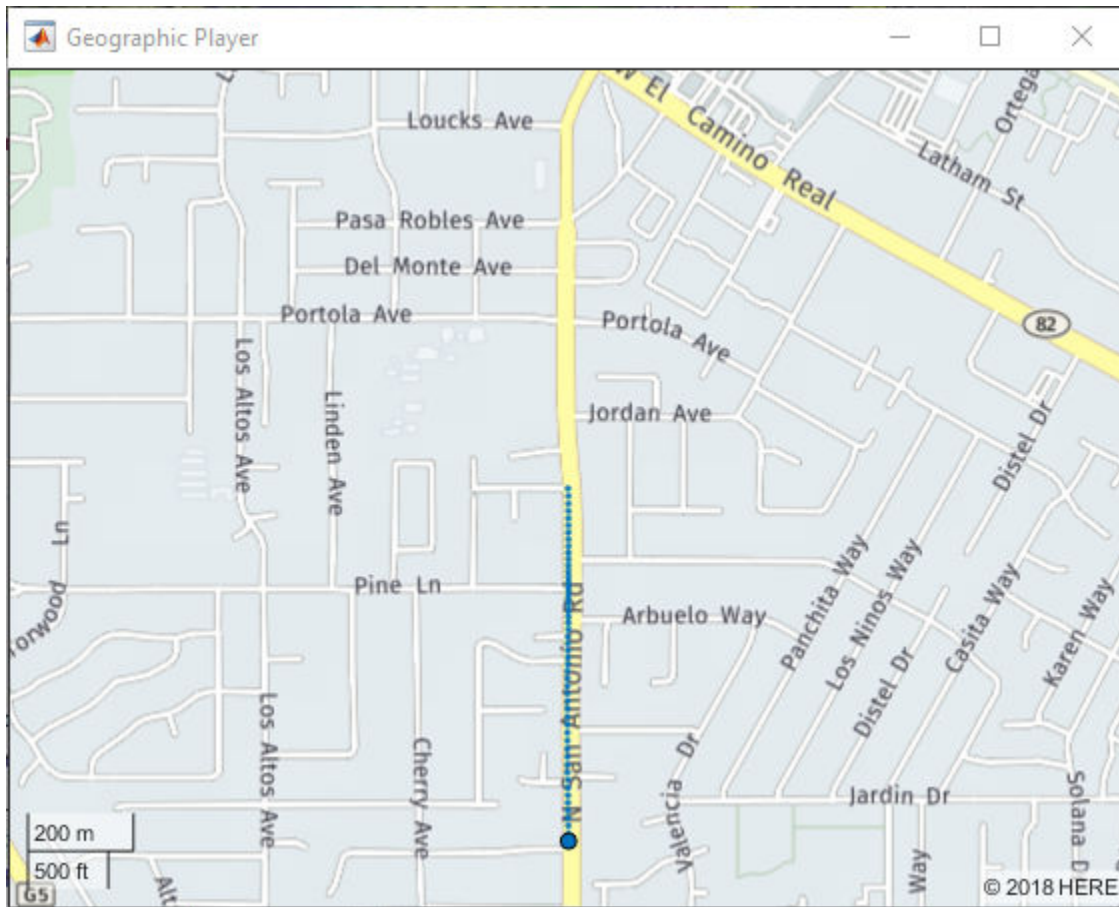 Geographic Player
W El Camino Real
Loucks Ave
Ortega
Latham St
Pasa Robles Ave
Del Monte Ave
Portola Ave
Portola Ave
82
Los Altos Ave
Linden Ave
Jordan Ave
Distel Dr
Pine Ln
Arbuelo Way
N San Antonio Rd
Panchita Way
Los Ninos Way
Distel Dr
Casita Way
Karen Way
Los Altos Ave
Cherry Ave
Valencia Dr
Jardin Dr
Solana D
Way
Alt
200 m
500 ft
G5
© 2018 HERE